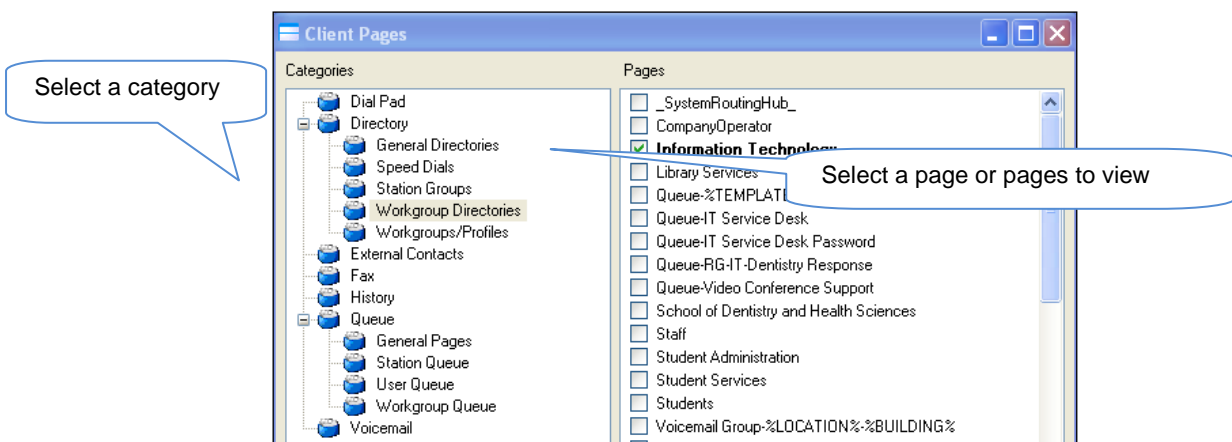 Client Pages
Select a category
Categories
Dial Pad
Directory
General Directories
Speed Dials
Station Groups
Workgroup Directories
Workgroups/Profiles
External Contacts
Fax
History
Queue
General Pages
Station Queue
User Queue
Workgroup Queue
Voicemail
Pages
_SystemRoutingHub_
CompanyOperator
Information Technology
Library Services
Queue-%TEMPLAT
Queue-IT Service Desk
Queue-IT Service Desk Password
Queue-RG-IT-Dentistry Response
Queue-Video Conference Support
School of Dentistry and Health Sciences
Staff
Student Administration
Student Services
Students
Voicemail Group-%LOCATION%-%BUILDING%
Select a page or pages to view